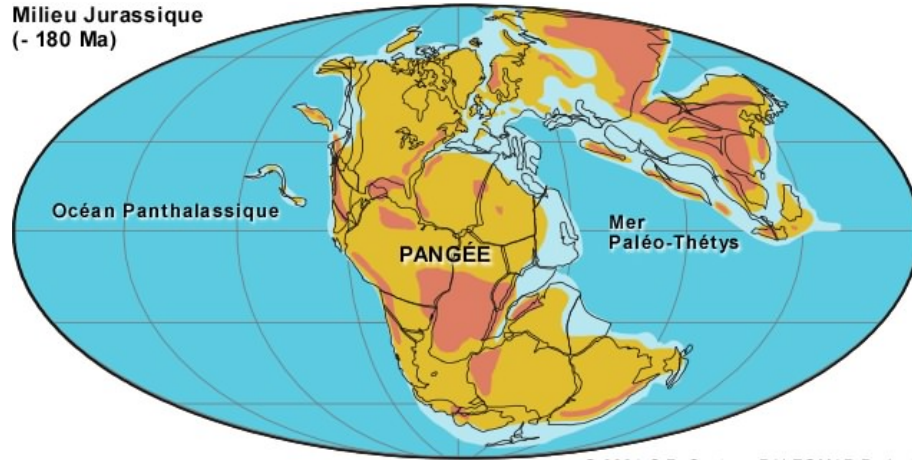 Milieu Jurassique
(- 180 Ma)
Océan Panthalassique
PANGÉE
Mer
Paléo-Thétys